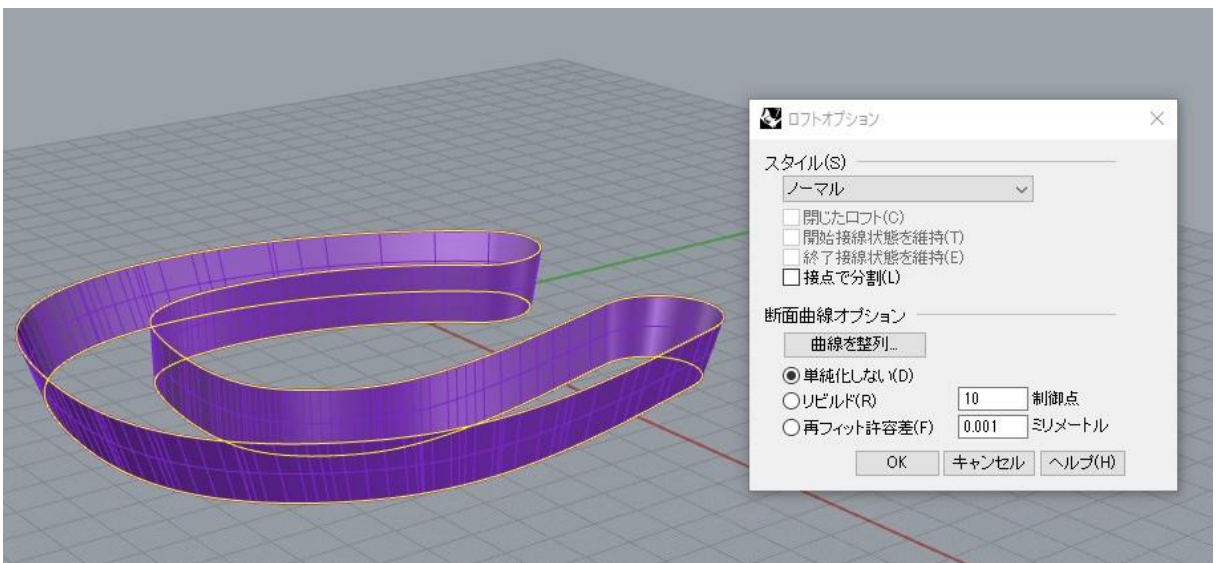 ロフトオプション
スタイル(S)
ノーマル
閉じたロフト(C)
開始接線状態を維持(T)
終了接線状態を維持(E)
接点で分割(L)
断面曲線オプション
曲線を整列...
単純化しない(D)
リビルド(R) 10 制御点
再フィット許容差(F) 0.001 ミリメートル
OK キャンセル ヘルプ(H)